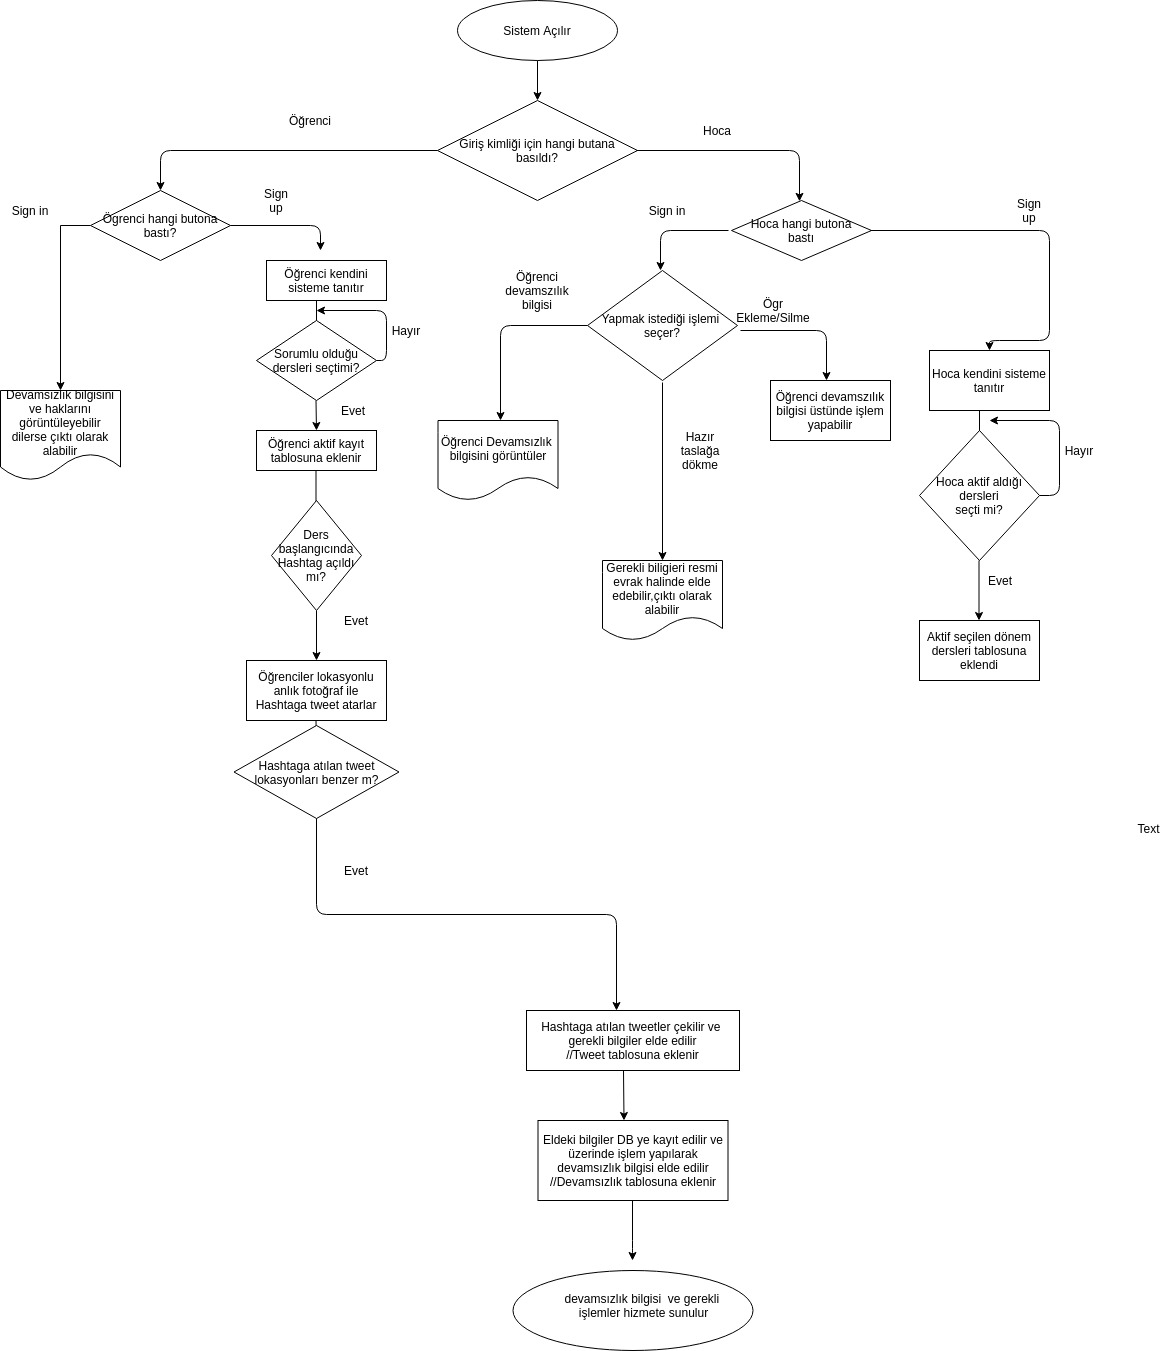 Sistem Açılır
Öğrenci
Giriş kimliği için hangi butana
basıldı?
Hoca
Sign in
Ögrenci hangi butona
bastı?
Sign
up
Sign in
Hoca hangi butona
bastı
Sign
up
Öğrenci kendini
sisteme tanıtır
Öğrenci
devamszılık
bilgisi
Yapmak istediği işlemi
seçer?
Ögr
Ekleme/Silme
Hayır
Sorumlu olduğu
dersleri seçtimi?
Hoca kendini sisteme
tanıtır
Devamsızlık bilgisini
ve haklarını
görüntüleyebilir
dilerse çıktı olarak
alabilir
Evet
Öğrenci devamszılık
bilgisi üstünde işlem
yapabilir
Öğrenci aktif kayıt
tablosuna eklenir
Öğrenci Devamsızlık
bilgisini görüntüler
Hazır
taslağa
dökme
Hayır
Hoca aktif aldığı
dersleri
seçti mi?
Ders
başlangıcında
Hashtag açıldı
mı?
Gerekli biligieri resmi
evrak halinde elde
edebilir,çıktı olarak
alabilir
Evet
Evet
Aktif seçilen dönem
dersleri tablosuna
eklendi
Öğrenciler lokasyonlu
anlık fotoğraf ile
Hashtaga tweet atarlar
Hashtaga atılan tweet
lokasyonları benzer m?
Text
Evet
Hashtaga atılan tweetler çekilir ve
gerekli bilgiler elde edilir
//Tweet tablosuna eklenir
Eldeki bilgiler DB ye kayıt edilir ve
üzerinde işlem yapılarak
devamsızlık bilgisi elde edilir
//Devamsızlık tablosuna eklenir
devamsızlık bilgisi  ve gerekli
işlemler hizmete sunulur